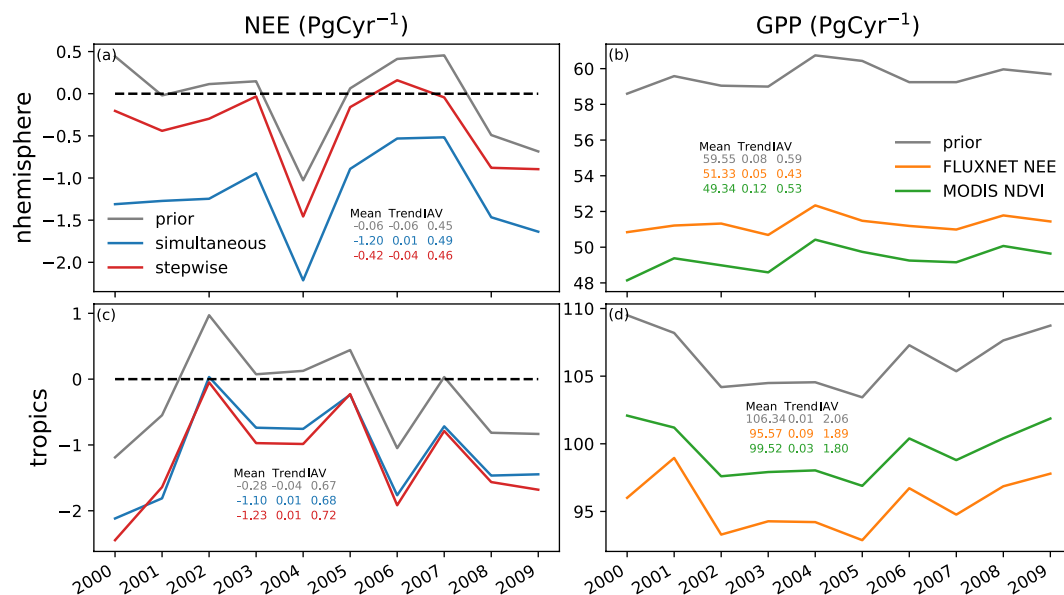 NEE (PgCyr⁻¹)
GPP (PgCyr⁻¹)
(a)
nhemisphere
0.5
0.0
-0.5
-1.0
-1.5
-2.0
prior
simultaneous
stepwise
Mean Trend IAV
-0.06 -0.06 0.45
-1.20 0.01 0.49
-0.42 -0.04 0.46
(b)
60
58
56
54
52
50
48
Mean Trend IAV
59.55 0.08 0.59
51.33 0.05 0.43
49.34 0.12 0.53
prior
FLUXNET NEE
MODIS NDVI
(c)
tropics
1
0
-1
-2
Mean Trend IAV
-0.28 -0.04 0.67
-1.10 0.01 0.68
-1.23 0.01 0.72
2000 2001 2002 2003 2004 2005 2006 2007 2008 2009
(d)
110
105
100
95
Mean Trend IAV
106.34 0.01 2.06
95.57 0.09 1.89
99.52 0.03 1.80
2000 2001 2002 2003 2004 2005 2006 2007 2008 2009